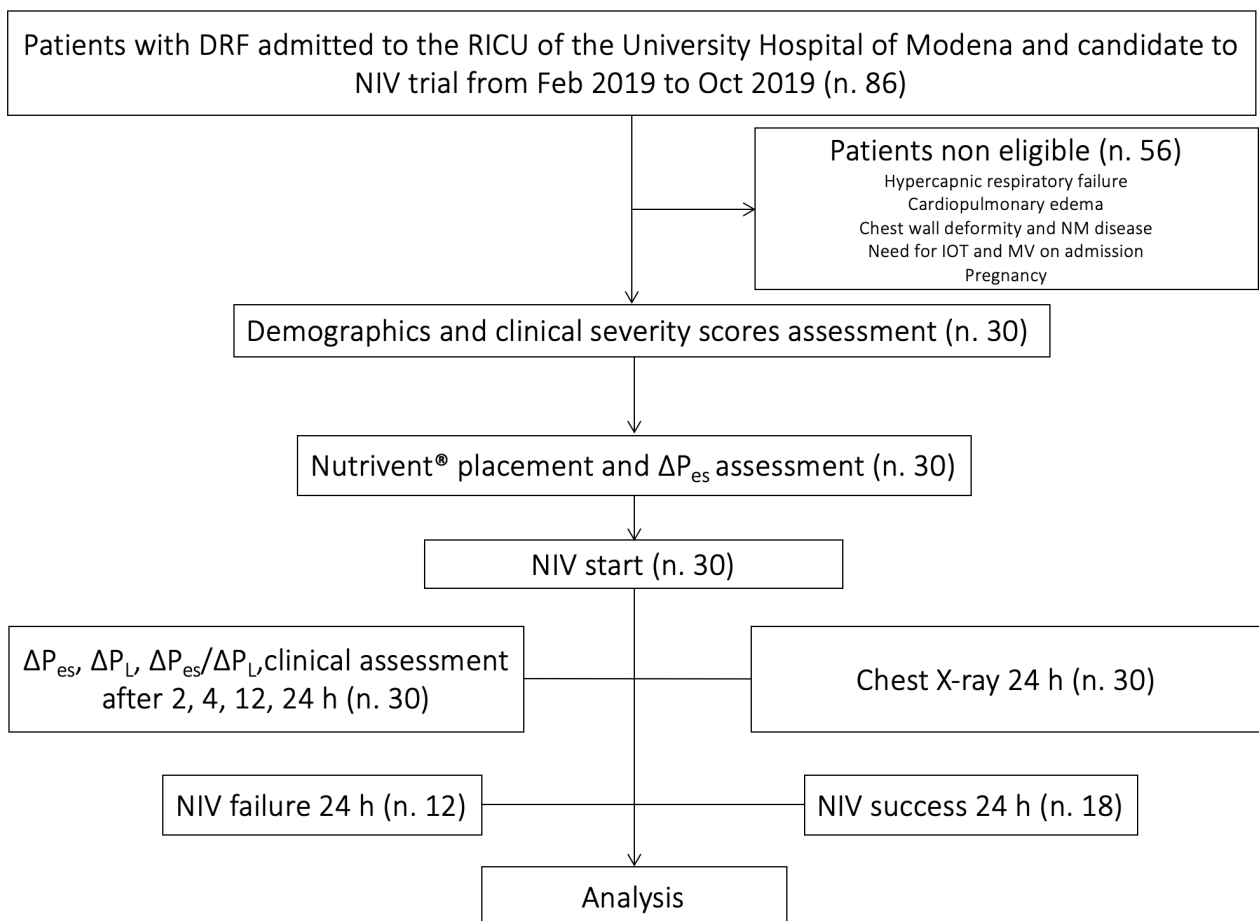 Patients with DRF admitted to the RICU of the University Hospital of Modena and candidate to
NIV trial from Feb 2019 to Oct 2019 (n. 86)
Patients non eligible (n. 56)
Hypercapnic respiratory failure
Cardiopulmonary edema
Chest wall deformity and NM disease
Need for IOT and MV on admission
Pregnancy
Demographics and clinical severity scores assessment (n. 30)
Nutrivent® placement and ΔPes assessment (n. 30)
NIV start (n. 30)
ΔPes, ΔPL, ΔPes/ΔPL,clinical assessment
after 2, 4, 12, 24 h (n. 30)
Chest X-ray 24 h (n. 30)
NIV failure 24 h (n. 12)
NIV success 24 h (n. 18)
Analysis